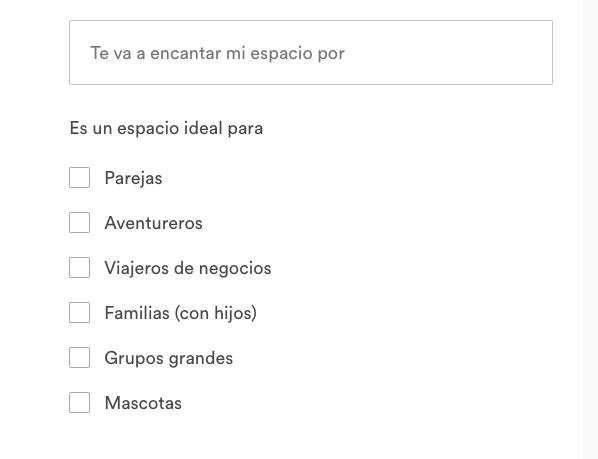 Te va a encantar mi espacio por
Es un espacio ideal para
Parejas
Aventureros
Viajeros de negocios
Familias (con hijos)
Grupos grandes
Mascotas